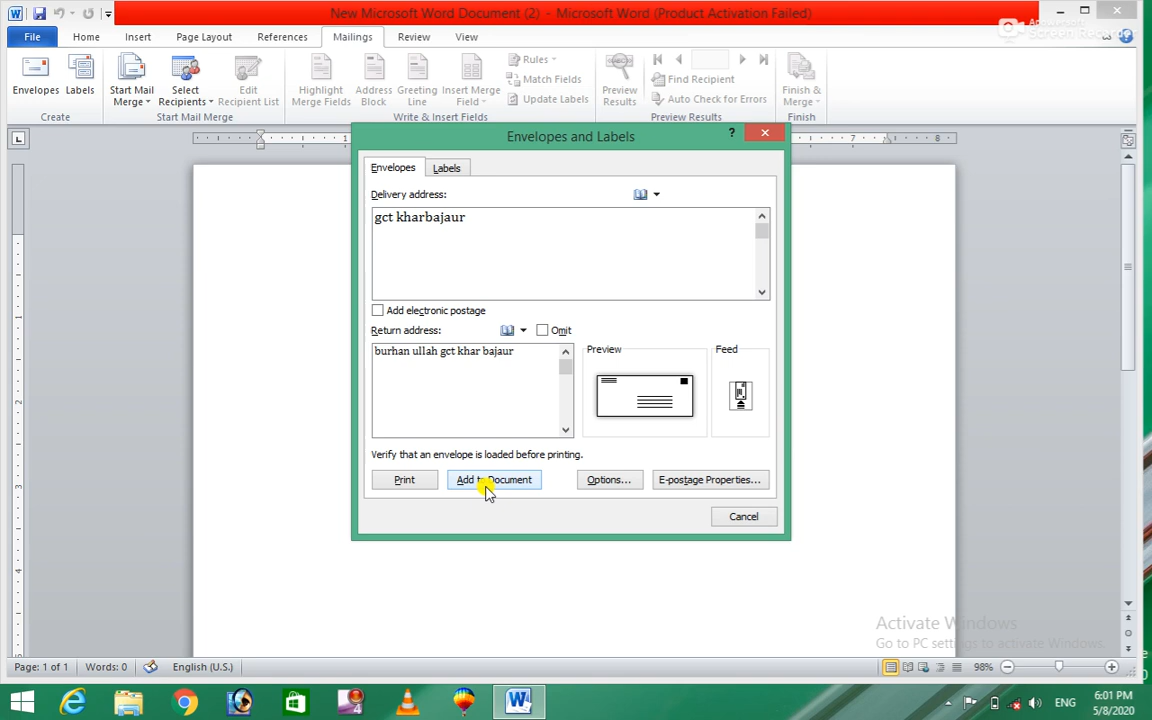 New Microsoft Word Document (2) - Microsoft Word (Product Activation Failed)
File Home Insert Page Layout References Mailings Review View
Envelopes Labels Start Mail Merge Select Recipients Edit Recipient List Highlight Merge Fields Address Block Greeting Line Insert Merge Field Rules Match Fields Update Labels Preview Results Find Recipient Auto Check for Errors Finish & Merge
Create Start Mail Merge Write & Insert Fields Preview Results Finish
1 7 8
Envelopes and Labels
?
Envelopes Labels
Delivery address:
gct kharbajaur
Add electronic postage
Return address: Omit
burhan ullah gct khar bajaur
Preview Feed
Verify that an envelope is loaded before printing.
Print Add to Document Options... E-postage Properties...
Cancel
Activate Windows
Go to PC settings to activate Windows.
Page: 1 of 1 Words: 0 English (U.S.) 98%
ENG
6:01 PM
5/8/2020